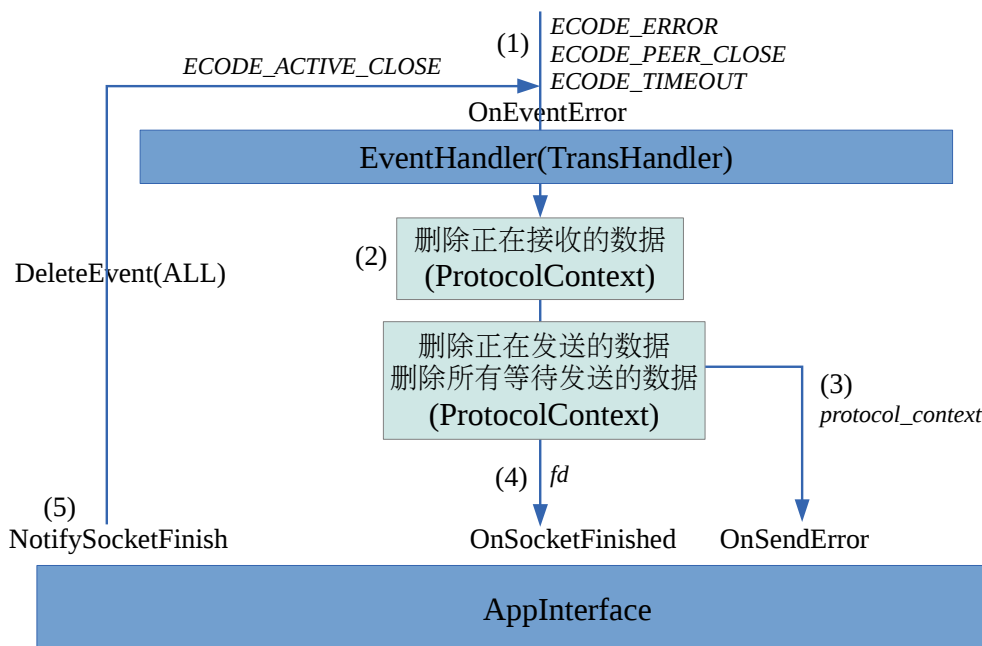 (1)
ECODE_ERROR
ECODE_PEER_CLOSE
ECODE_TIMEOUT
ECODE_ACTIVE_CLOSE
OnEventError
EventHandler(TransHandler)
(2)
删除正在接收的数据
(ProtocolContext)
DeleteEvent(ALL)
删除正在发送的数据
删除所有等待发送的数据
(ProtocolContext)
(3)
protocol_context
(4)
fd
(5)
NotifySocketFinish
OnSocketFinished
OnSendError
AppInterface